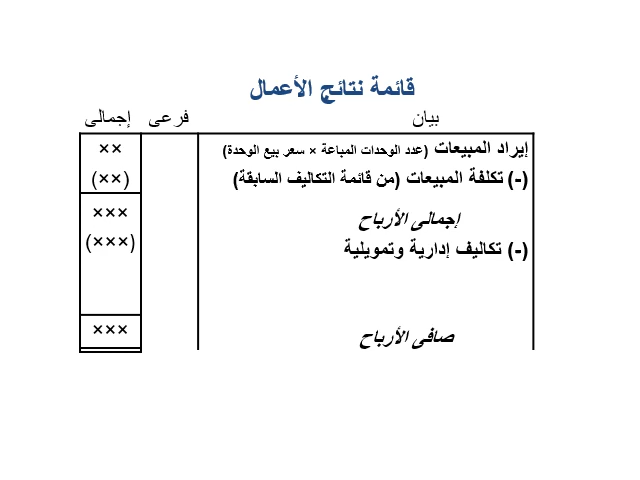 قائمة نتائج الأعمال
بيان فرعى إجمالى
إيراد المبيعات (عدد الوحدات المباعة × سعر بيع الوحدة) ××
(-) تكلفة المبيعات (من قائمة التكاليف السابقة) (××)
إجمالى الأرباح ×××
(-) تكاليف إدارية وتمويلية (×××)
صافى الأرباح ×××